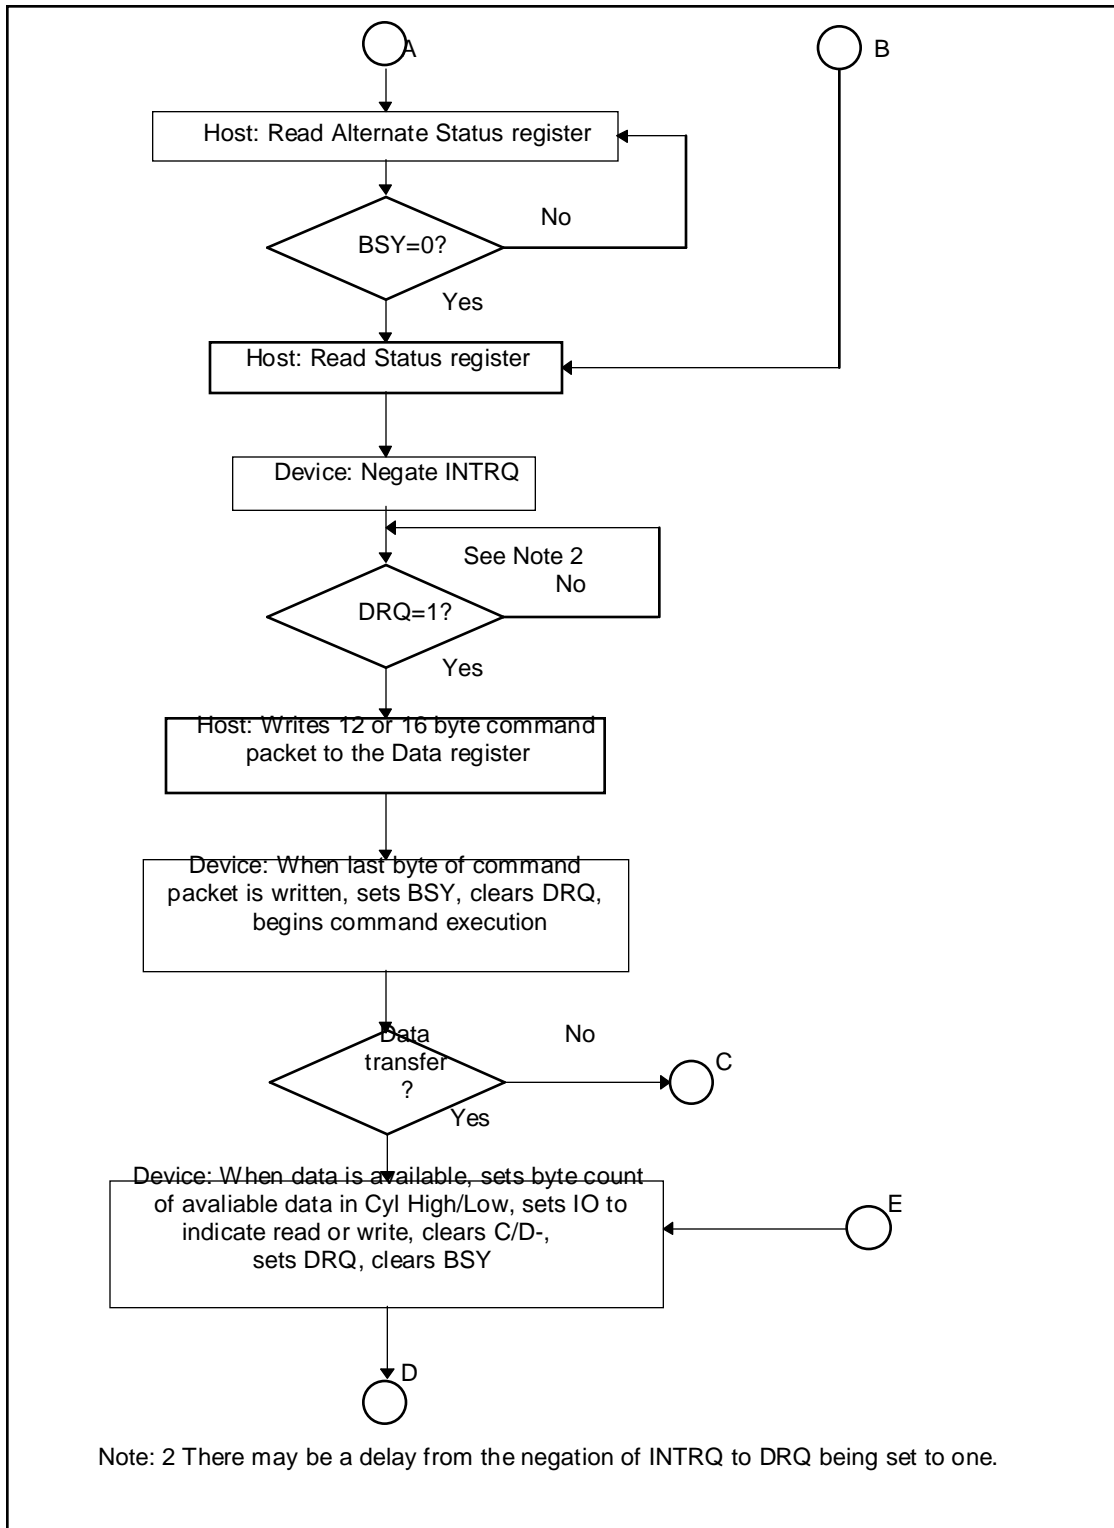 A
B
Host: Read Alternate Status register
No
BSY=0?
Yes
Host: Read Status register
Device: Negate INTRQ
See Note 2
No
DRQ=1?
Yes
Host: Writes 12 or 16 byte command
packet to the Data register
Device: When last byte of command
packet is written, sets BSY, clears DRQ,
begins command execution
Data
transfer
?
No
C
Yes
Device: When data is available, sets byte count
of avaliable data in Cyl High/Low, sets IO to
indicate read or write, clears C/D-,
sets DRQ, clears BSY
E
D
Note: 2 There may be a delay from the negation of INTRQ to DRQ being set to one.